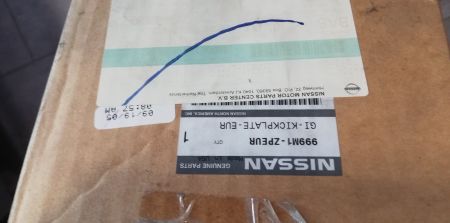 NISSAN MOTOR PARTS CENTER B.V.
NISSAN
GENUINE PARTS
999M1-ZPEUR
QTY
1
GI-KICKPLATE-EUR
NISSAN NORTH AMERICA, INC.
09/19/05
08:57 AM